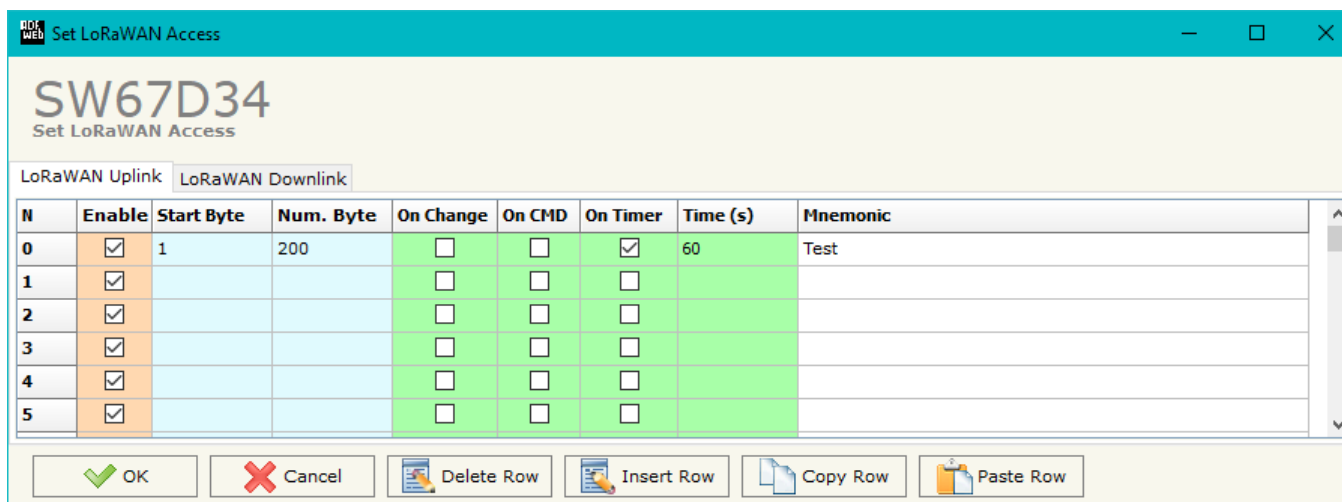 ADF WEB Set LoRaWAN Access
SW67D34
Set LoRaWAN Access
LoRaWAN Uplink LoRaWAN Downlink
N Enable Start Byte Num. Byte On Change On CMD On Timer Time (s) Mnemonic
0 1 200 60 Test
1
2
3
4
5
OK Cancel Delete Row Insert Row Copy Row Paste Row